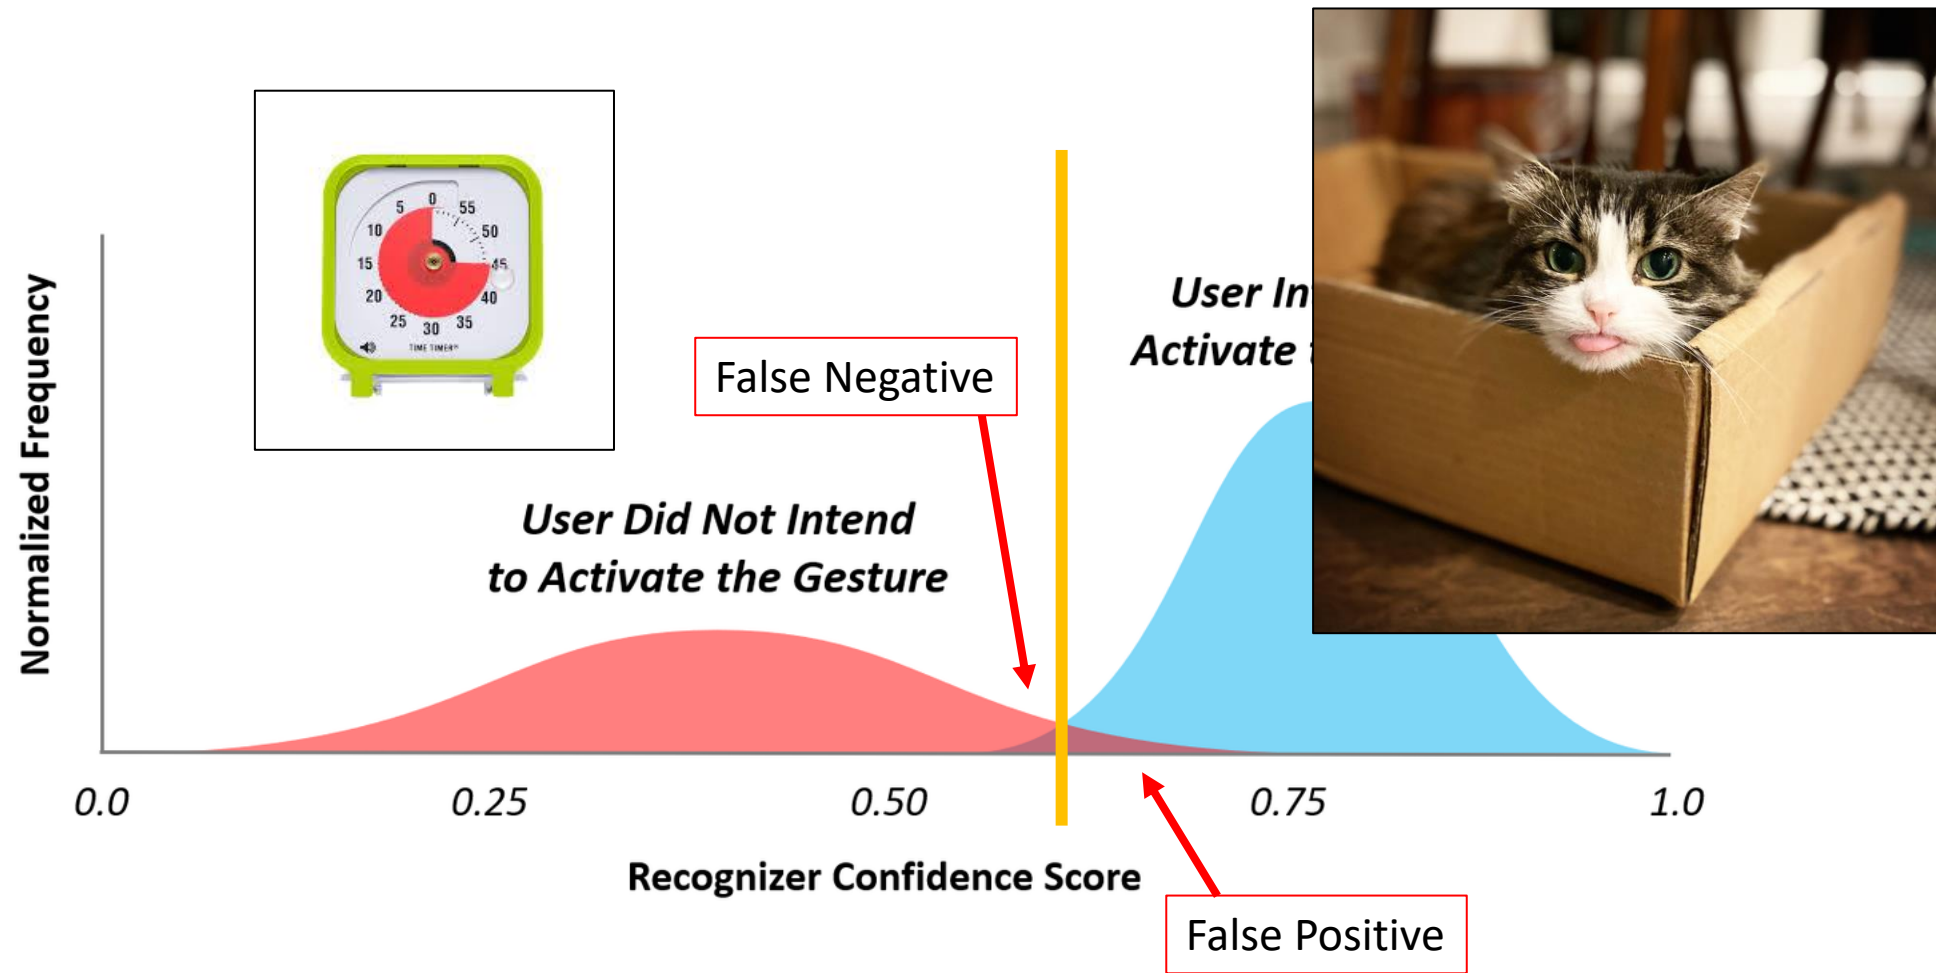 0
5
55
10
50
15
45
20
40
25
30
35
TIME TIMER
User In
Activate
False Negative
User Did Not Intend
to Activate the Gesture
Normalized Frequency
0.0
0.25
0.50
0.75
1.0
Recognizer Confidence Score
False Positive